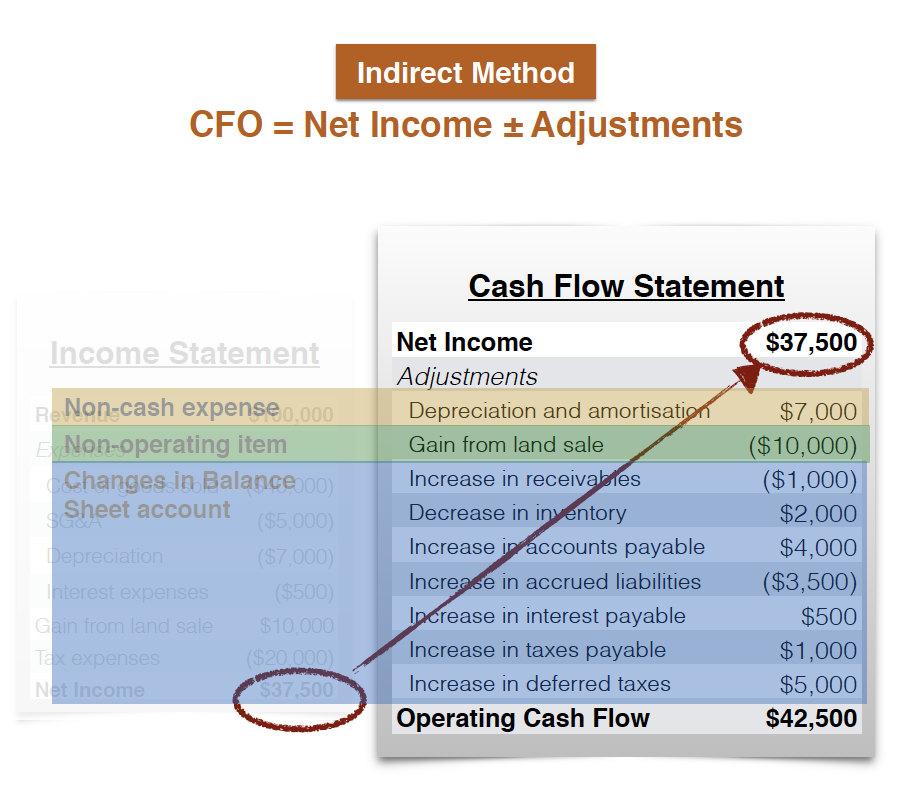 Indirect Method
CFO = Net Income ± Adjustments
Income Statement
Revenue
Expenses
Cost of goods sold ($40,000)
SG&A ($5,000)
Depreciation ($7,000)
Interest expenses ($500)
Gain from land sale $10,000
Tax expenses ($20,000)
Net Income $37,500
Non-cash expense
Non-operating item
Changes in Balance
Sheet account
Cash Flow Statement
Net Income $37,500
Adjustments
Depreciation and amortisation $7,000
Gain from land sale ($10,000)
Increase in receivables ($1,000)
Decrease in inventory $2,000
Increase in accounts payable $4,000
Increase in accrued liabilities ($3,500)
Increase in interest payable $500
Increase in taxes payable $1,000
Increase in deferred taxes $5,000
Operating Cash Flow $42,500